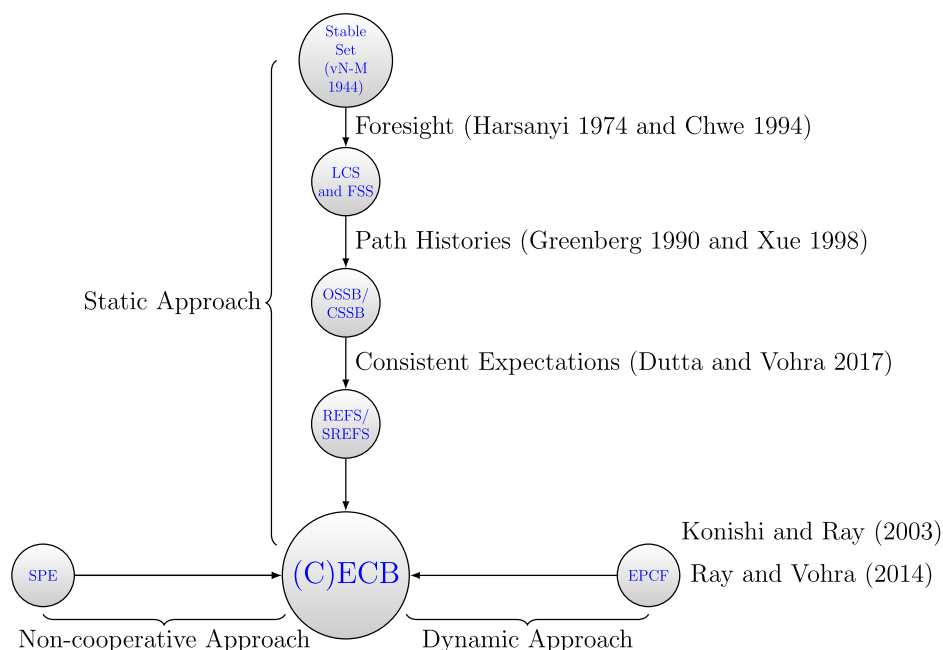 Stable
Set
(vN-M
1944)
Foresight (Harsanyi 1974 and Chwe 1994)
LCS
and FSS
Path Histories (Greenberg 1990 and Xue 1998)
OSSB/
CSSB
Static Approach
Consistent Expectations (Dutta and Vohra 2017)
REFS/
SREFS
Konishi and Ray (2003)
SPE
(C)ECB
EPCF
Ray and Vohra (2014)
Non-cooperative Approach
Dynamic Approach